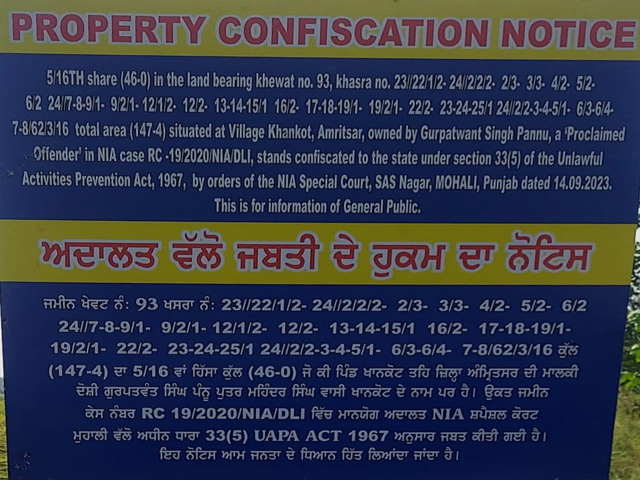 PROPERTY CONFISCATION NOTICE
5/16TH share (46-0) in the land bearing khewat no. 93, khasra no. 23//22/1/2- 24//2/2/2- 2/3- 3/3- 4/2- 5/2-
6/2 24//7-8-9/1- 9/2/1- 12/1/2- 12/2- 13-14-15/1 16/2- 17-18-19/1- 19/2/1- 22/2- 23-24-25/1 24//2/2-3-4-5/1- 6/3-6/4-
7-8/62/3/16 total area (147-4) situated at Village Khankot, Amritsar, owned by Gurpatwant Singh Pannu, a ‘Proclaimed
Offender’ in NIA case RC -19/2020/NIA/DLI, stands confiscated to the state under section 33(5) of the Unlawful
Activities Prevention Act, 1967, by orders of the NIA Special Court, SAS Nagar, MOHALI, Punjab dated 14.09.2023.
This is for information of General Public.
ਅਦਾਲਤ ਵੱਲੋ ਜਬਤੀ ਦੇ ਹੁਕਮ ਦਾ ਨੋਟਿਸ
ਜਮੀਨ ਖੇਵਟ ਨੰ: 93 ਖਸਰਾ ਨੰ: 23//22/1/2- 24//2/2/2- 2/3- 3/3- 4/2- 5/2- 6/2
24//7-8-9/1- 9/2/1- 12/1/2- 12/2- 13-14-15/1 16/2- 17-18-19/1-
19/2/1- 22/2- 23-24-25/1 24//2/2-3-4-5/1- 6/3-6/4- 7-8/62/3/16 ਕੁੱਲ
(147-4) ਦਾ 5/16 ਵਾਂ ਹਿੱਸਾ ਕੁੱਲ (46-0) ਜੋ ਕੀ ਪਿੰਡ ਖਾਨਕੋਟ ਤਹਿ ਜ਼ਿਲ੍ਹਾ ਅੰਮ੍ਰਿਤਸਰ ਦੀ ਮਾਲਕੀ
ਦੋਸ਼ੀ ਗੁਰਪਤਵੰਤ ਸਿੰਘ ਪੰਨੂ ਪੁਤਰ ਮਹਿੰਦਰ ਸਿੰਘ ਵਾਸੀ ਖਾਨਕੋਟ ਦੇ ਨਾਮ ਪਰ ਹੈ। ਉਕਤ ਜਮੀਨ
ਕੇਸ ਨੰਬਰ RC 19/2020/NIA/DLI ਵਿੱਚ ਮਾਨਯੋਗ ਅਦਾਲਤ NIA ਸਪੈਸ਼ਲ ਕੋਰਟ
ਮੁਹਾਲੀ ਵੱਲੋ ਅਧੀਨ ਧਾਰਾ 33(5) UAPA ACT 1967 ਅਨੁਸਾਰ ਜਬਤ ਕੀਤੀ ਗਈ ਹੈ।
ਇਹ ਨੋਟਿਸ ਆਮ ਜਨਤਾ ਦੇ ਧਿਆਨ ਹਿੱਤ ਲਿਆਂਦਾ ਜਾਂਦਾ ਹੈ।